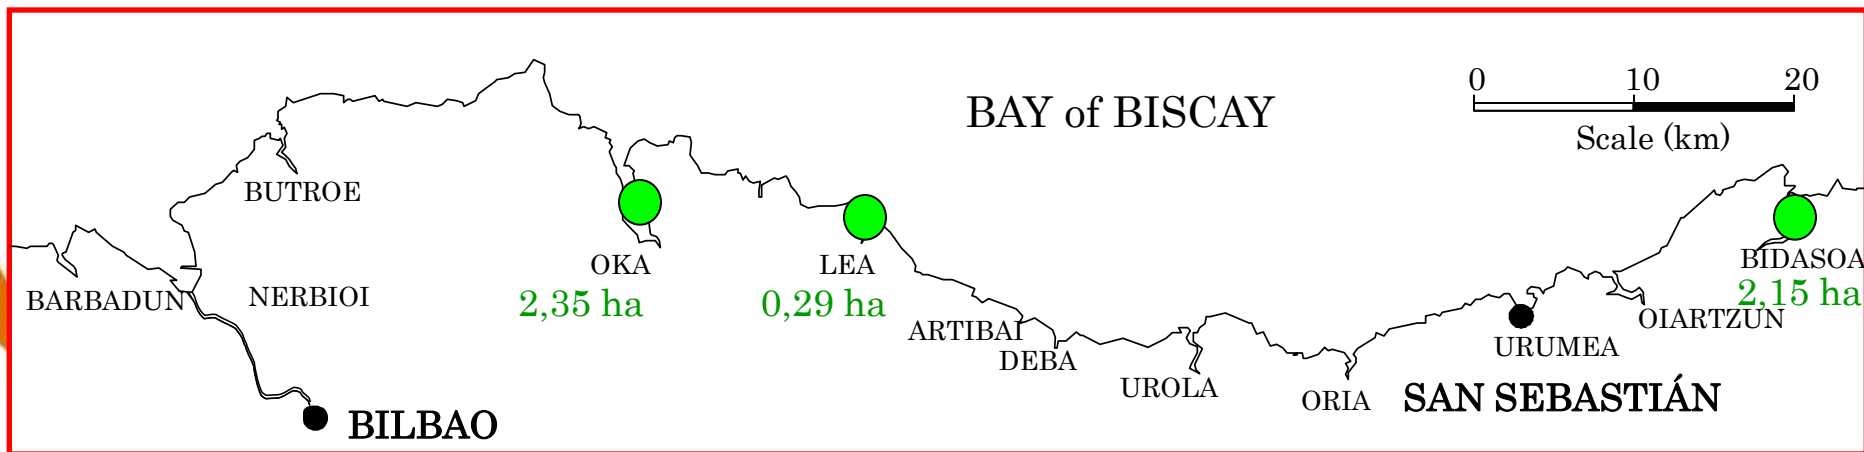 0 10 20
BAY of BISCAY
Scale (km)
BUTROE
OKA
LEA
BIDASOA
BARBADUN
NERBIOI
2,35 ha
0,29 ha
2,15 ha
ARTIBAI
OIARTZUN
DEBA
URUMEA
UROLA
ORIA
SAN SEBASTIÁN
BILBAO